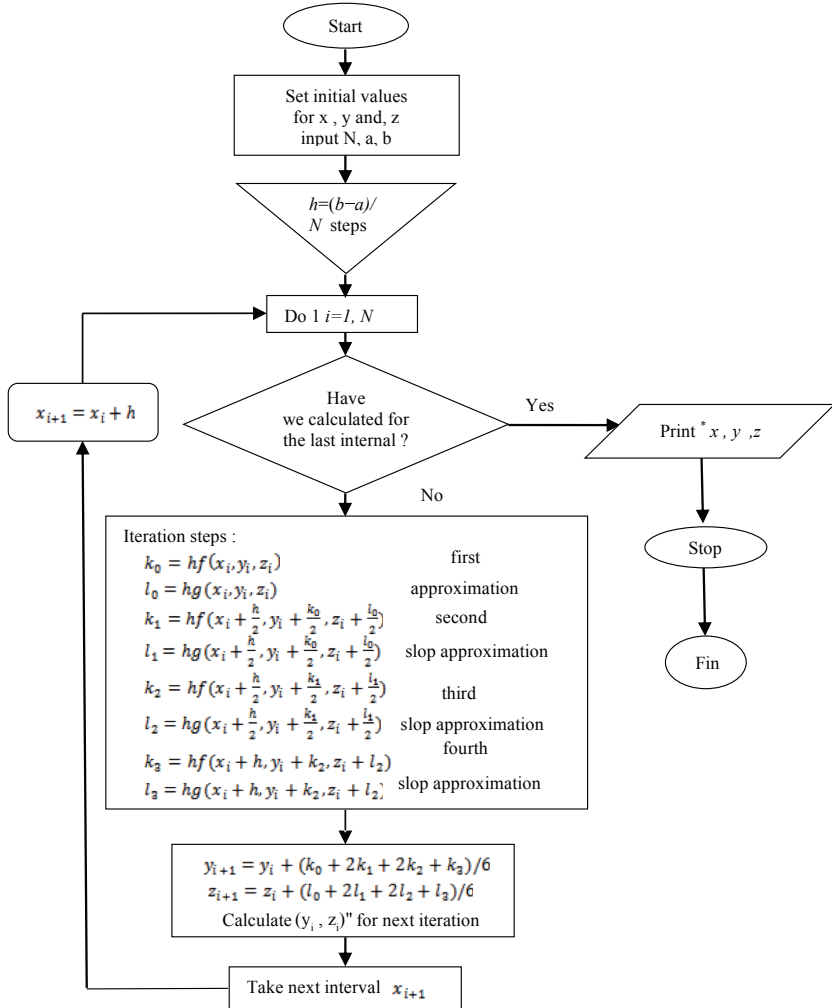 Start
Set initial values
for x , y and, z
input N, a, b
h=(b−a)/
N steps
Do 1 i=1, N
Have
we calculated for
the last internal ?
Yes
Print * x , y ,z
No
Stop
Fin
x_{i+1} = x_i + h
Iteration steps :
k_0 = hf(x_i, y_i, z_i) first
l_0 = hg(x_i, y_i, z_i) approximation
k_1 = hf(x_i + h/2, y_i + k_0/2, z_i + l_0/2) second
l_1 = hg(x_i + h/2, y_i + k_0/2, z_i + l_0/2) slop approximation
k_2 = hf(x_i + h/2, y_i + k_1/2, z_i + l_1/2) third
l_2 = hg(x_i + h/2, y_i + k_1/2, z_i + l_1/2) slop approximation
fourth
k_3 = hf(x_i + h, y_i + k_2, z_i + l_2)
l_3 = hg(x_i + h, y_i + k_2, z_i + l_2) slop approximation
y_{i+1} = y_i + (k_0 + 2k_1 + 2k_2 + k_3)/6
z_{i+1} = z_i + (l_0 + 2l_1 + 2l_2 + l_3)/6
Calculate (y_i , z_i)" for next iteration
Take next interval x_{i+1}